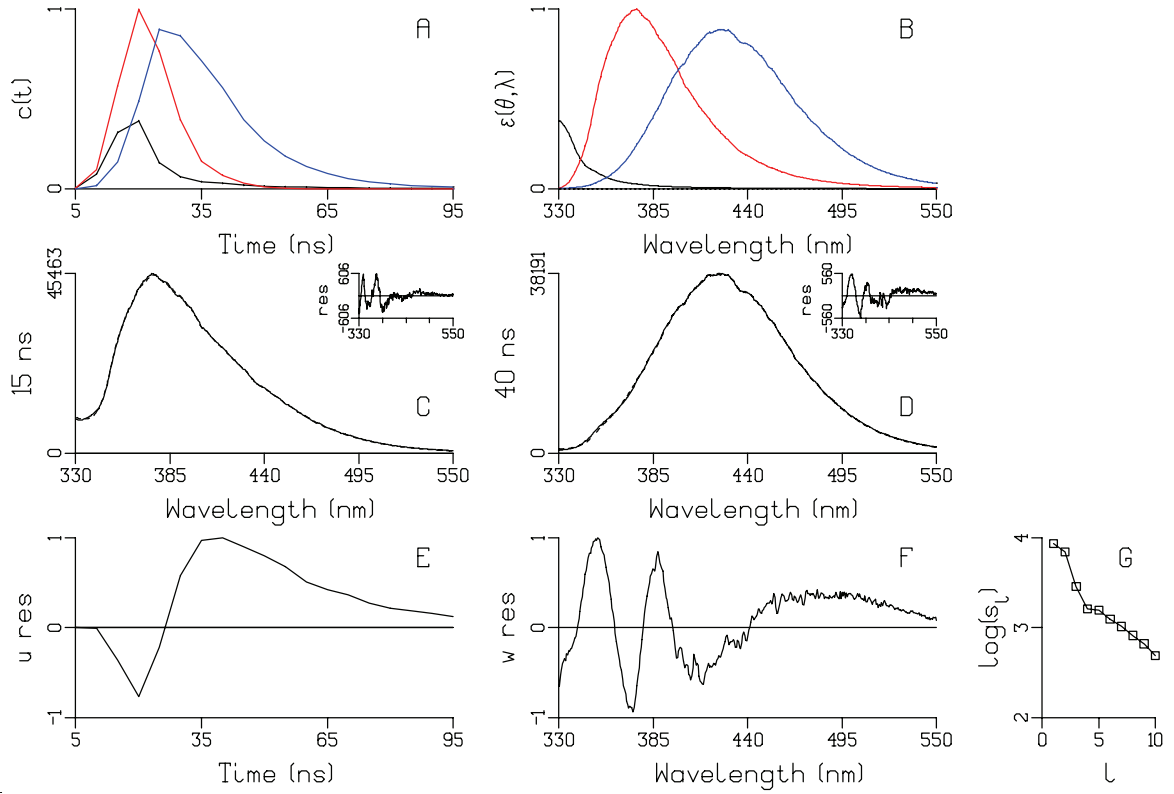 1
0
c(t)
A
5
35
65
95
Time (ns)
1
0
ε(θ,λ)
B
330
385
440
495
550
Wavelength (nm)
45463
0
15 ns
C
330
385
440
495
550
Wavelength (nm)
606
-606
res
330
550
38191
0
40 ns
D
330
385
440
495
550
Wavelength (nm)
560
-560
res
330
550
1
0
-1
u res
E
5
35
65
95
Time (ns)
1
0
-1
w res
F
330
385
440
495
550
Wavelength (nm)
4
3
2
log(sl)
G
0
5
10
l